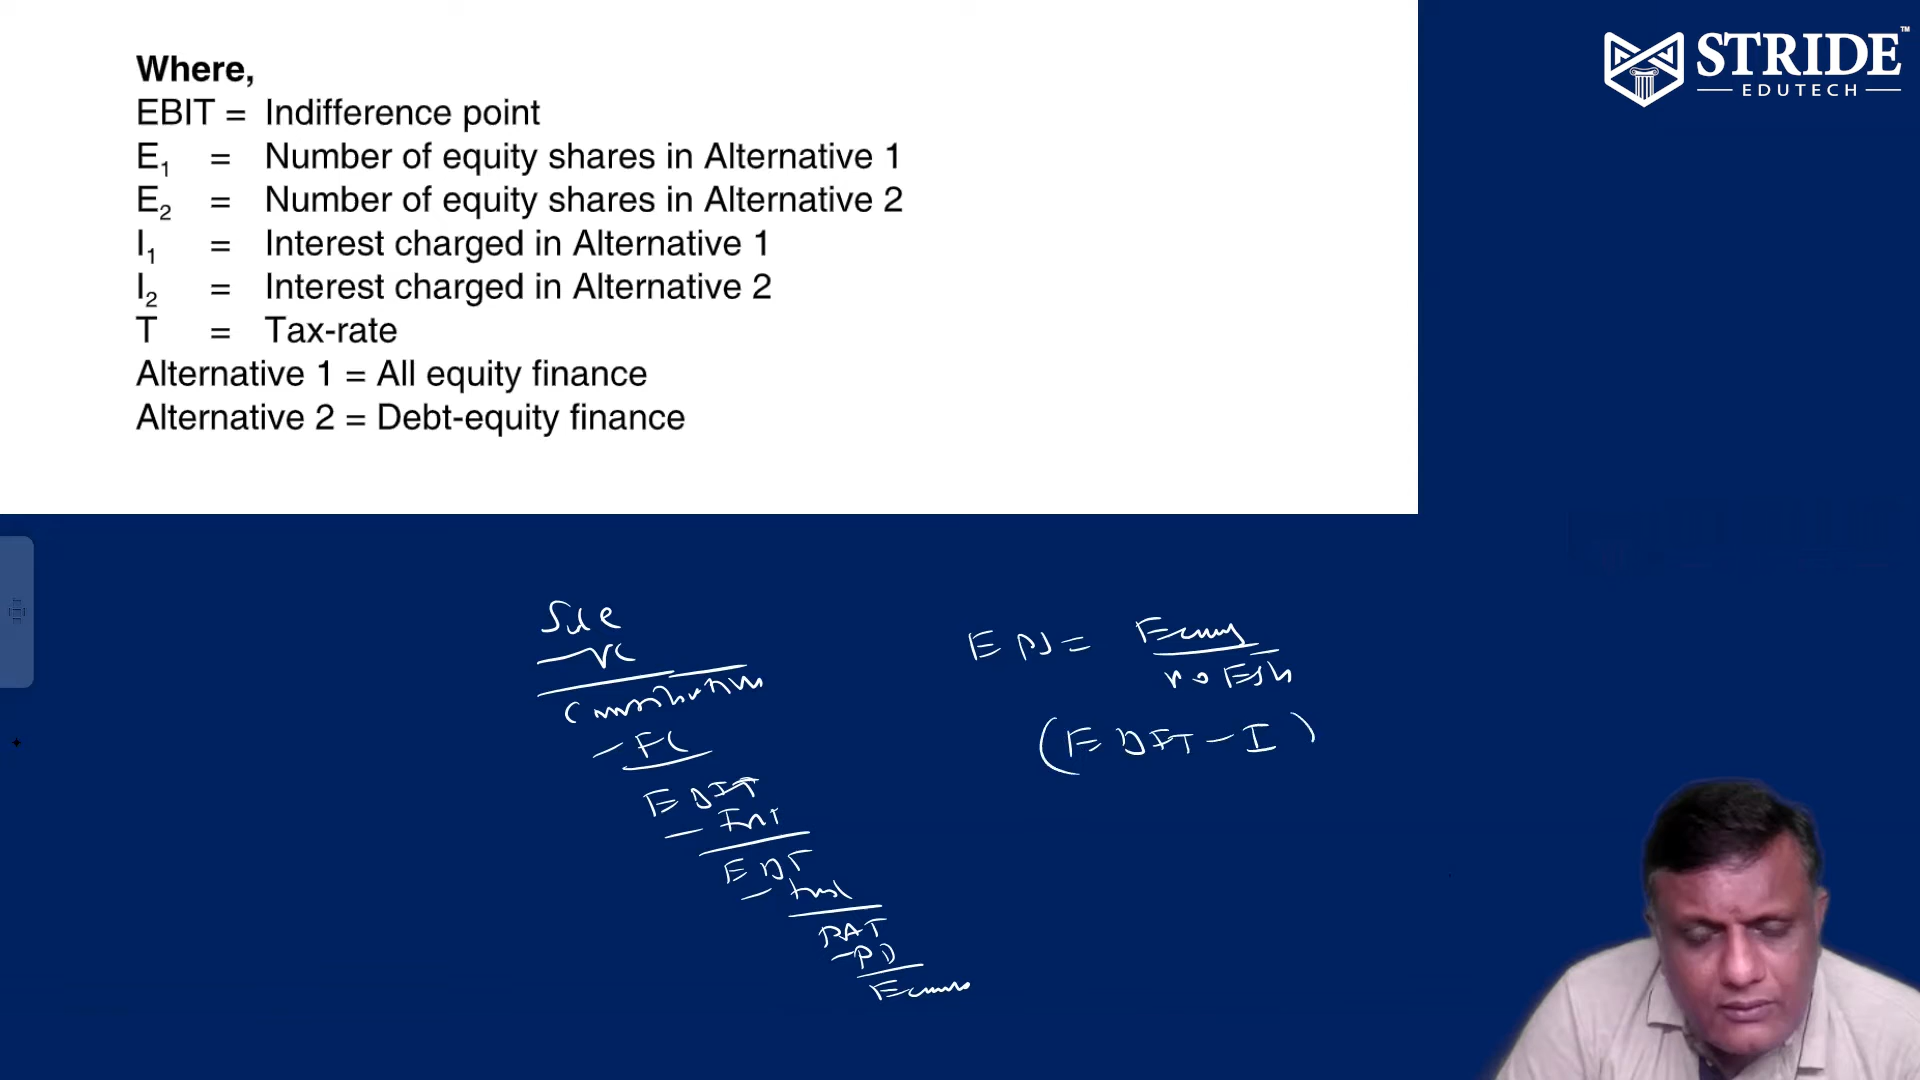 STRIDE™
EDUTECH
Where,
EBIT = Indifference point
E1 = Number of equity shares in Alternative 1
E2 = Number of equity shares in Alternative 2
I1 = Interest charged in Alternative 1
I2 = Interest charged in Alternative 2
T = Tax-rate
Alternative 1 = All equity finance
Alternative 2 = Debt-equity finance
Sale
- VC
Contribution
- FC
EBIT
- Int
EBT
- tax
PAT
- PD
EPS =
no ESh
(EBIT - I)